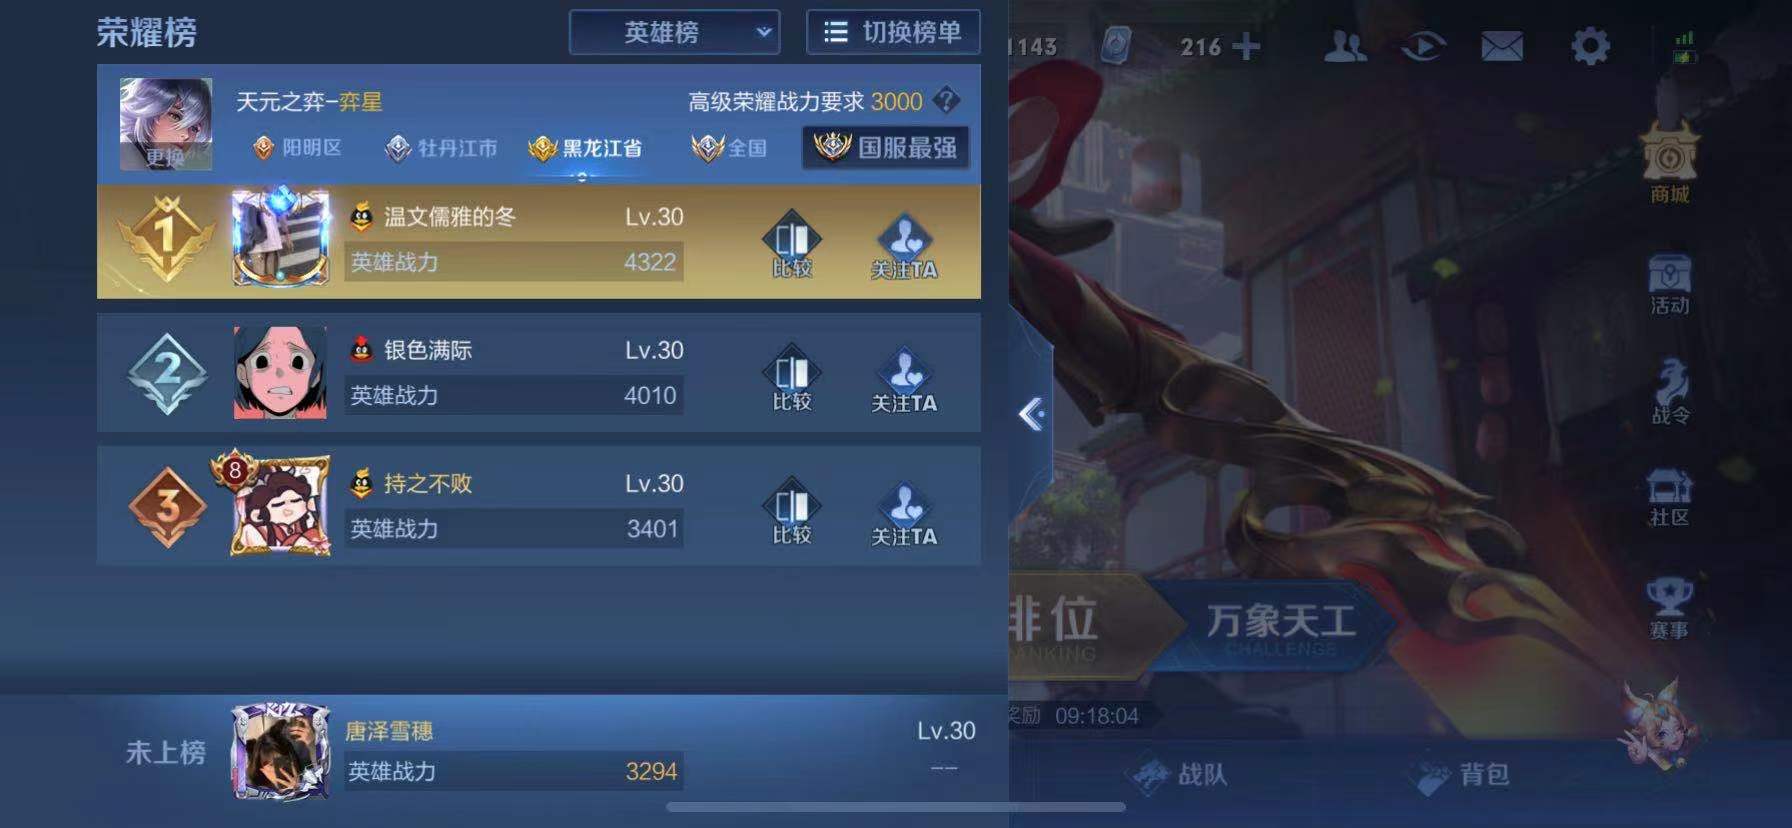 荣耀榜
英雄榜
切换榜单
天元之弈-弈星
高级荣耀战力要求 3000 ?
更换
阳明区
牡丹江市
黑龙江省
全国
国服最强
1
温文儒雅的冬
Lv.30
英雄战力
4322
比较
关注TA
2
银色满际
Lv.30
英雄战力
4010
比较
关注TA
3
8
持之不败
Lv.30
英雄战力
3401
比较
关注TA
未上榜
唐泽雪穗
Lv.30
英雄战力
3294
--
1143
216
商城
活动
战令
社区
赛事
排位
RANKING
万象天工
CHALLENGE
奖励 09:18:04
战队
背包